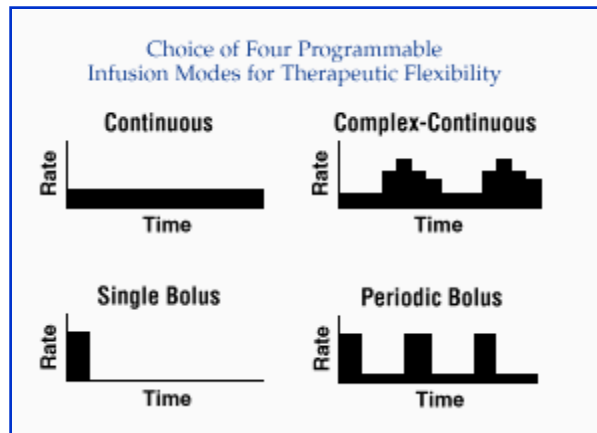 Choice of Four Programmable
Infusion Modes for Therapeutic Flexibility
Continuous
Rate
Time
Complex-Continuous
Rate
Time
Single Bolus
Rate
Time
Periodic Bolus
Rate
Time